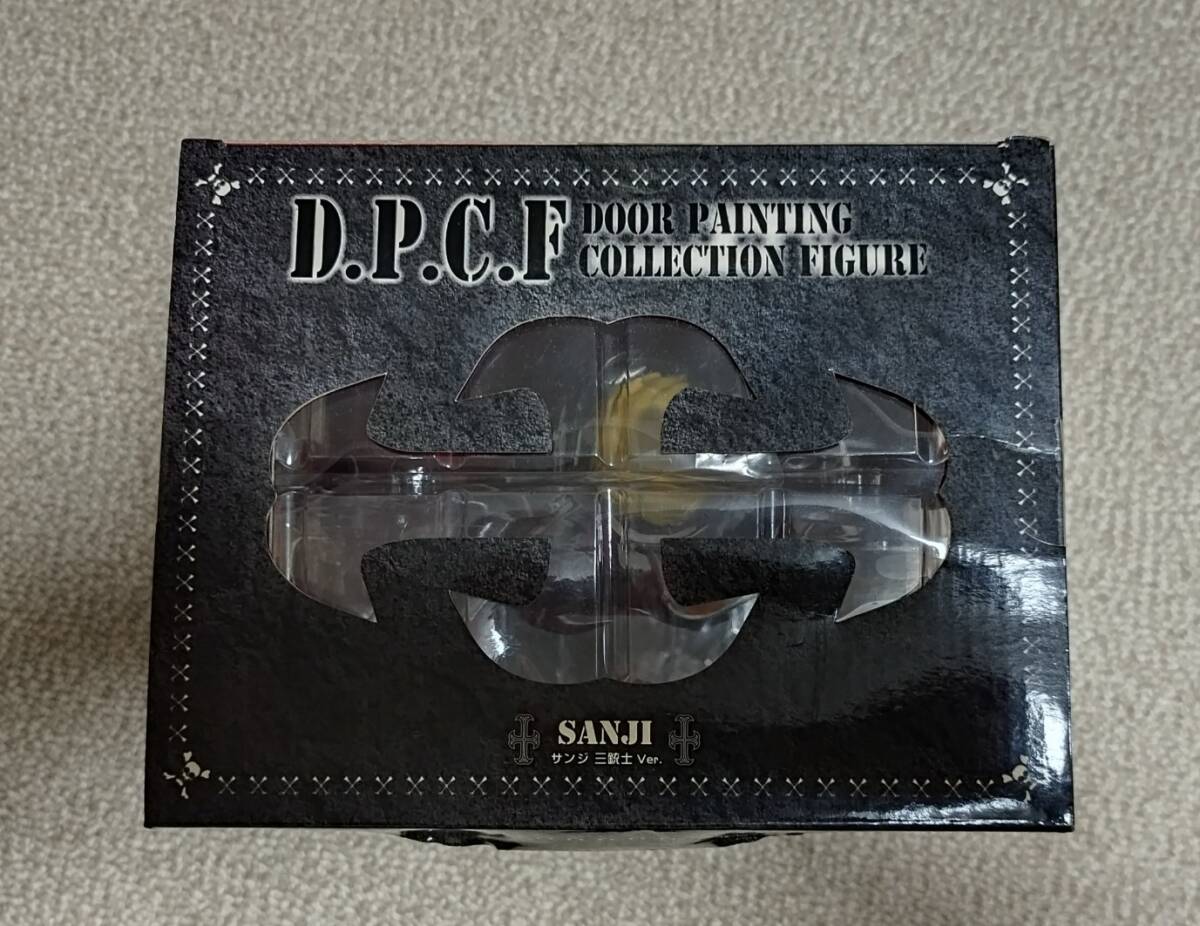 D.P.C.F
DOOR PAINTING
COLLECTION FIGURE
SANJI
サンジ 三銃士 Ver.